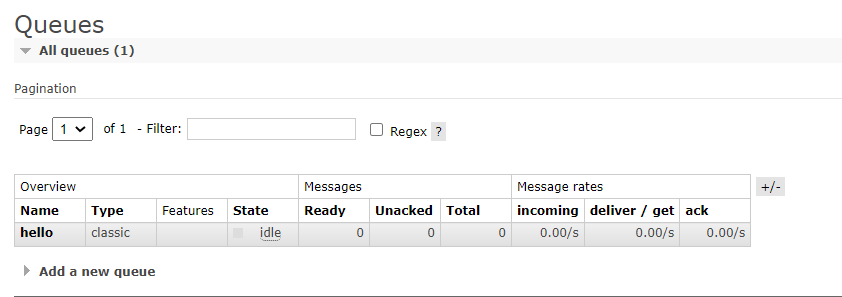 Queues
All queues (1)
Pagination
Page 1 of 1 - Filter: Regex ?
Overview Messages Message rates +/-
Name Type Features State Ready Unacked Total incoming deliver / get ack
hello classic idle 0 0 0 0.00/s 0.00/s 0.00/s
Add a new queue